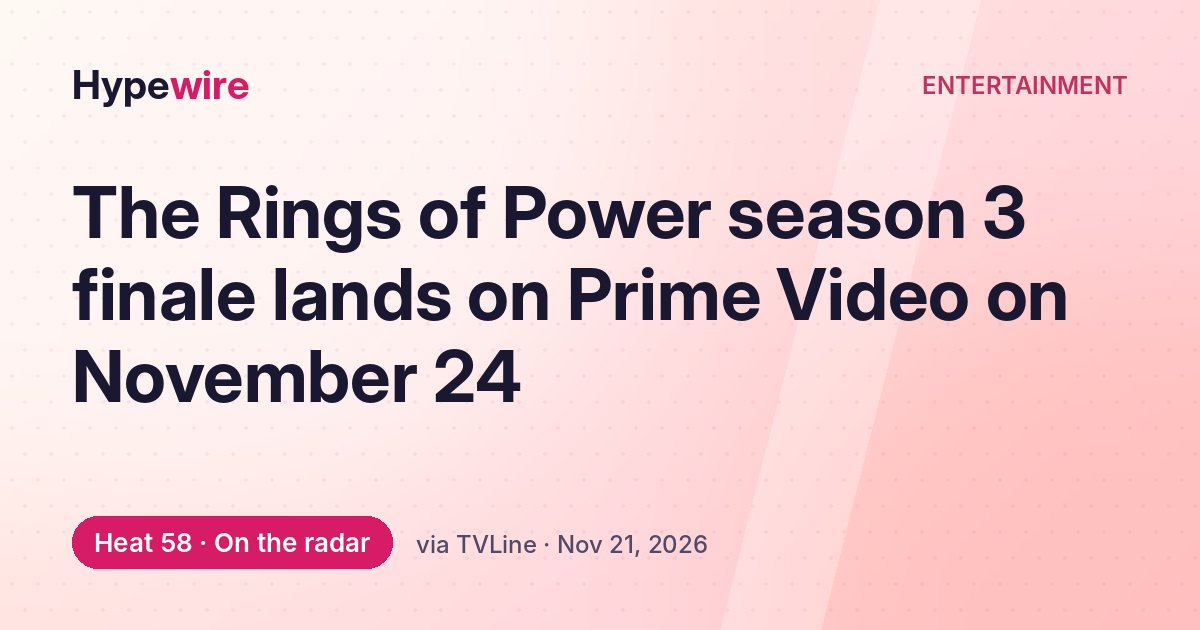 Hypewire
ENTERTAINMENT
The Rings of Power season 3
finale lands on Prime Video on
November 24
Heat 58 · On the radar
via TVLine · Nov 21, 2026